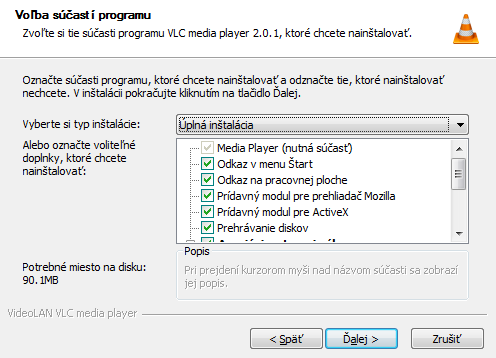 Voľba súčastí programu
Zvoľte si tie súčasti programu VLC media player 2.0.1, ktoré chcete nainštalovať.
Označte súčasti programu, ktoré chcete nainštalovať a odznačte tie, ktoré nainštalovať
nechcete. V inštalácii pokračujte kliknutím na tlačidlo Ďalej.
Vyberte si typ inštalácie:
Úplná inštalácia
Alebo označte voliteľné
doplnky, ktoré chcete
nainštalovať:
Media Player (nutná súčasť)
Odkaz v menu Štart
Odkaz na pracovnej ploche
Prídavný modul pre prehliadač Mozilla
Prídavný modul pre ActiveX
Prehrávanie diskov
Potrebné miesto na disku:
90.1MB
Popis
Pri prejdení kurzorom myši nad názvom súčasti sa zobrazí
jej popis.
VideoLAN VLC media player
< Späť
Ďalej >
Zrušiť